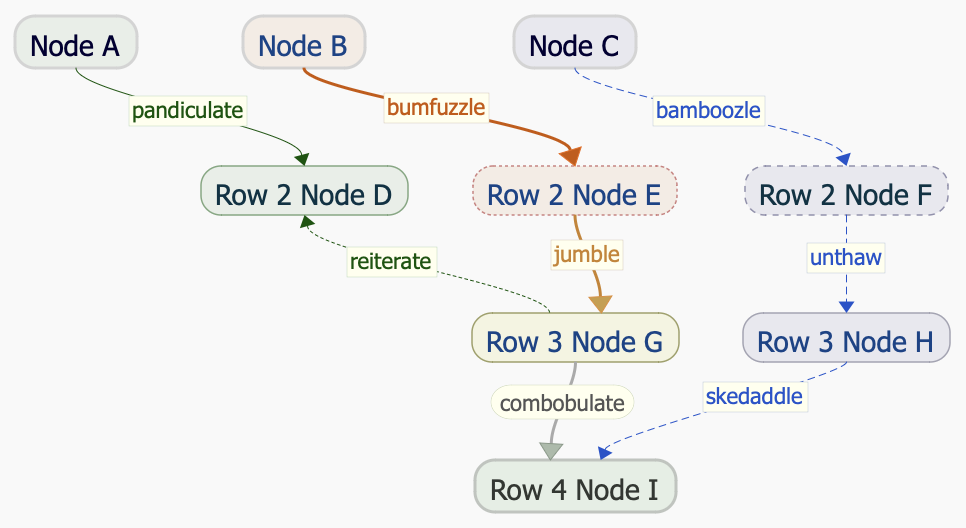 Node A
Node B
Node C
pandiculate
bumfuzzle
bamboozle
Row 2 Node D
Row 2 Node E
Row 2 Node F
reiterate
jumble
unthaw
Row 3 Node G
Row 3 Node H
combobulate
skedaddle
Row 4 Node I